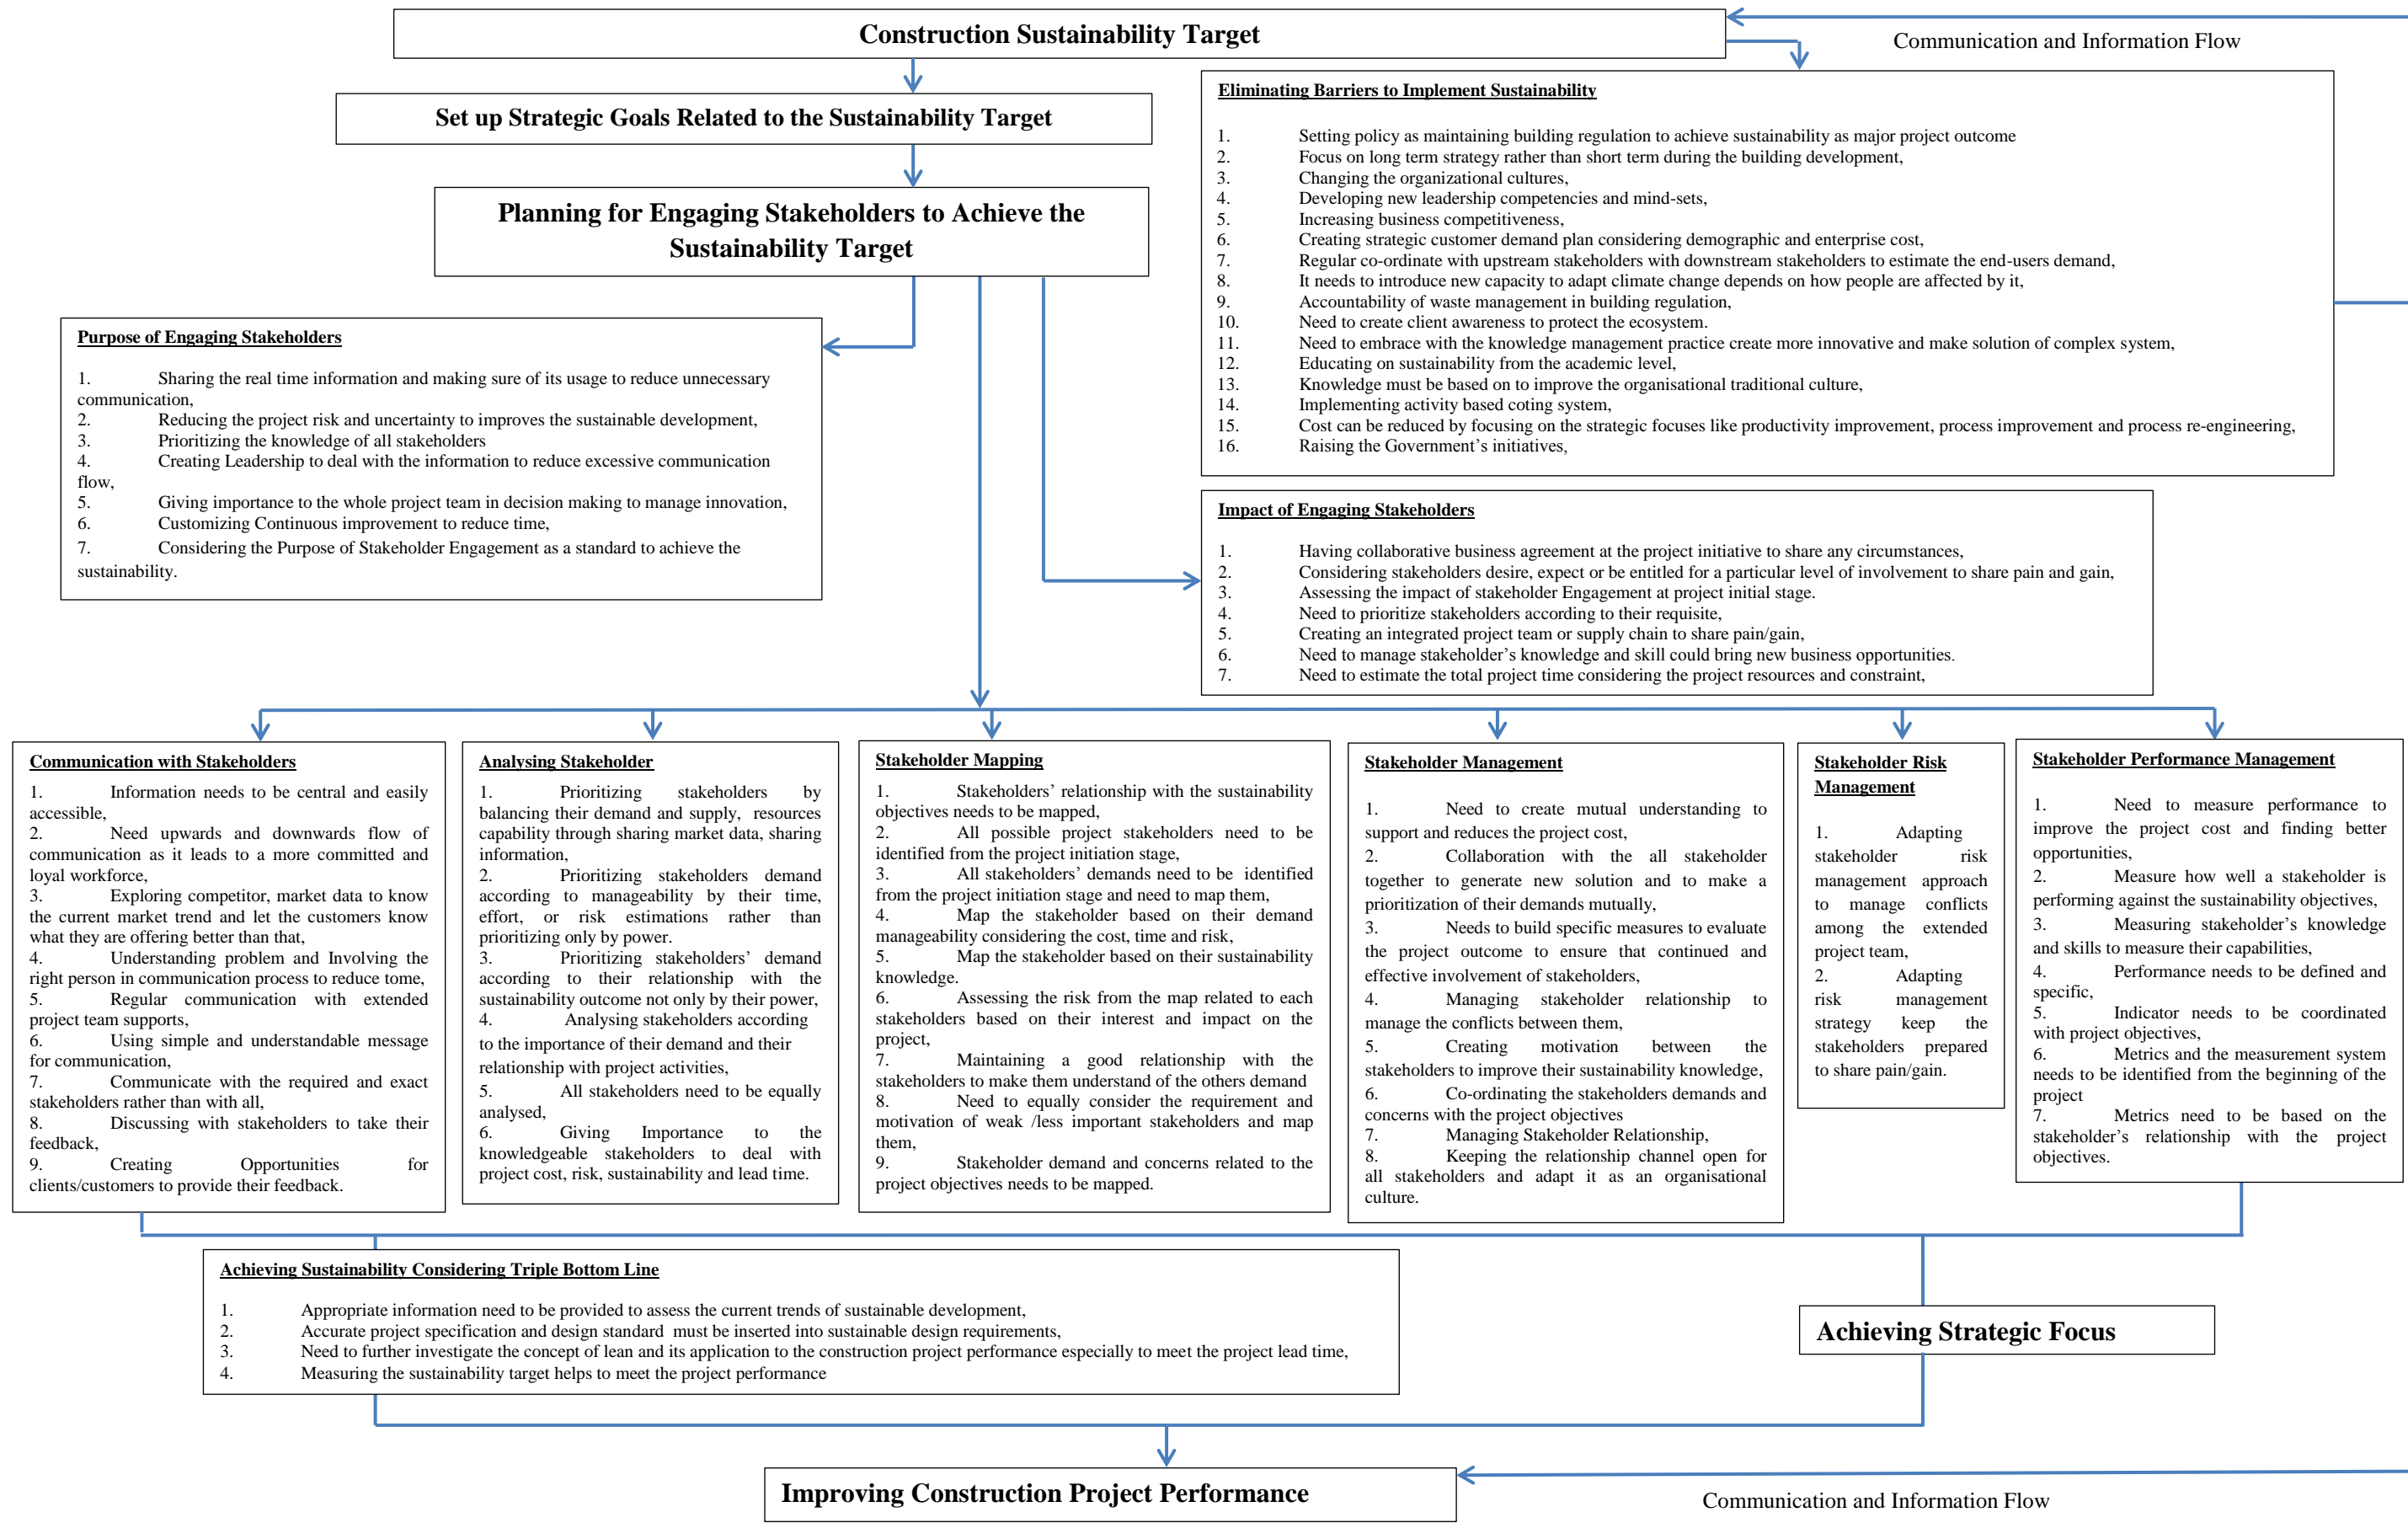 Construction Sustainability Target
Communication and Information Flow
Set up Strategic Goals Related to the Sustainability Target
Planning for Engaging Stakeholders to Achieve the
Sustainability Target
Eliminating Barriers to Implement Sustainability
1. Setting policy as maintaining building regulation to achieve sustainability as major project outcome
2. Focus on long term strategy rather than short term during the building development,
3. Changing the organizational cultures,
4. Developing new leadership competencies and mind-sets,
5. Increasing business competitiveness,
6. Creating strategic customer demand plan considering demographic and enterprise cost,
7. Regular co-ordinate with upstream stakeholders with downstream stakeholders to estimate the end-users demand,
8. It needs to introduce new capacity to adapt climate change depends on how people are affected by it,
9. Accountability of waste management in building regulation,
10. Need to create client awareness to protect the ecosystem.
11. Need to embrace with the knowledge management practice create more innovative and make solution of complex system,
12. Educating on sustainability from the academic level,
13. Knowledge must be based on to improve the organisational traditional culture,
14. Implementing activity based coting system,
15. Cost can be reduced by focusing on the strategic focuses like productivity improvement, process improvement and process re-engineering,
16. Raising the Government's initiatives,
Purpose of Engaging Stakeholders
1. Sharing the real time information and making sure of its usage to reduce unnecessary
communication,
2. Reducing the project risk and uncertainty to improves the sustainable development,
3. Prioritizing the knowledge of all stakeholders
4. Creating Leadership to deal with the information to reduce excessive communication
flow,
5. Giving importance to the whole project team in decision making to manage innovation,
6. Customizing Continuous improvement to reduce time,
7. Considering the Purpose of Stakeholder Engagement as a standard to achieve the
sustainability.
Impact of Engaging Stakeholders
1. Having collaborative business agreement at the project initiative to share any circumstances,
2. Considering stakeholders desire, expect or be entitled for a particular level of involvement to share pain and gain,
3. Assessing the impact of stakeholder Engagement at project initial stage.
4. Need to prioritize stakeholders according to their requisite,
5. Creating an integrated project team or supply chain to share pain/gain,
6. Need to manage stakeholder's knowledge and skill could bring new business opportunities.
7. Need to estimate the total project time considering the project resources and constraint,
Communication with Stakeholders
1. Information needs to be central and easily
accessible,
2. Need upwards and downwards flow of
communication as it leads to a more committed and
loyal workforce,
3. Exploring competitor, market data to know
the current market trend and let the customers know
what they are offering better than that,
4. Understanding problem and Involving the
right person in communication process to reduce tome,
5. Regular communication with extended
project team supports,
6. Using simple and understandable message
for communication,
7. Communicate with the required and exact
stakeholders rather than with all,
8. Discussing with stakeholders to take their
feedback,
9. Creating Opportunities for
clients/customers to provide their feedback.
Analysing Stakeholder
1. Prioritizing stakeholders by
balancing their demand and supply, resources
capability through sharing market data, sharing
information,
2. Prioritizing stakeholders demand
according to manageability by their time,
effort, or risk estimations rather than
prioritizing only by power.
3. Prioritizing stakeholders' demand
according to their relationship with the
sustainability outcome not only by their power,
4. Analysing stakeholders according
to the importance of their demand and their
relationship with project activities,
5. All stakeholders need to be equally
analysed,
6. Giving Importance to the
knowledgeable stakeholders to deal with
project cost, risk, sustainability and lead time.
Stakeholder Mapping
1. Stakeholders' relationship with the sustainability
objectives needs to be mapped,
2. All possible project stakeholders need to be
identified from the project initiation stage,
3. All stakeholders' demands need to be identified
from the project initiation stage and need to map them,
4. Map the stakeholder based on their demand
manageability considering the cost, time and risk,
5. Map the stakeholder based on their sustainability
knowledge.
6. Assessing the risk from the map related to each
stakeholders based on their interest and impact on the
project,
7. Maintaining a good relationship with the
stakeholders to make them understand of the others demand
8. Need to equally consider the requirement and
motivation of weak /less important stakeholders and map
them,
9. Stakeholder demand and concerns related to the
project objectives needs to be mapped.
Stakeholder Management
1. Need to create mutual understanding to
support and reduces the project cost,
2. Collaboration with the all stakeholder
together to generate new solution and to make a
prioritization of their demands mutually,
3. Needs to build specific measures to evaluate
the project outcome to ensure that continued and
effective involvement of stakeholders,
4. Managing stakeholder relationship to
manage the conflicts between them,
5. Creating motivation between the
stakeholders to improve their sustainability knowledge,
6. Co-ordinating the stakeholders demands and
concerns with the project objectives
7. Managing Stakeholder Relationship,
8. Keeping the relationship channel open for
all stakeholders and adapt it as an organisational
culture.
Stakeholder Risk
Management
1. Adapting
stakeholder risk
management approach
to manage conflicts
among the extended
project team,
2. Adapting
risk management
strategy keep the
stakeholders prepared
to share pain/gain.
Stakeholder Performance Management
1. Need to measure performance to
improve the project cost and finding better
opportunities,
2. Measure how well a stakeholder is
performing against the sustainability objectives,
3. Measuring stakeholder's knowledge
and skills to measure their capabilities,
4. Performance needs to be defined and
specific,
5. Indicator needs to be coordinated
with project objectives,
6. Metrics and the measurement system
needs to be identified from the beginning of the
project
7. Metrics need to be based on the
stakeholder's relationship with the project
objectives.
Achieving Sustainability Considering Triple Bottom Line
1. Appropriate information need to be provided to assess the current trends of sustainable development,
2. Accurate project specification and design standard must be inserted into sustainable design requirements,
3. Need to further investigate the concept of lean and its application to the construction project performance especially to meet the project lead time,
4. Measuring the sustainability target helps to meet the project performance
Achieving Strategic Focus
Improving Construction Project Performance
Communication and Information Flow